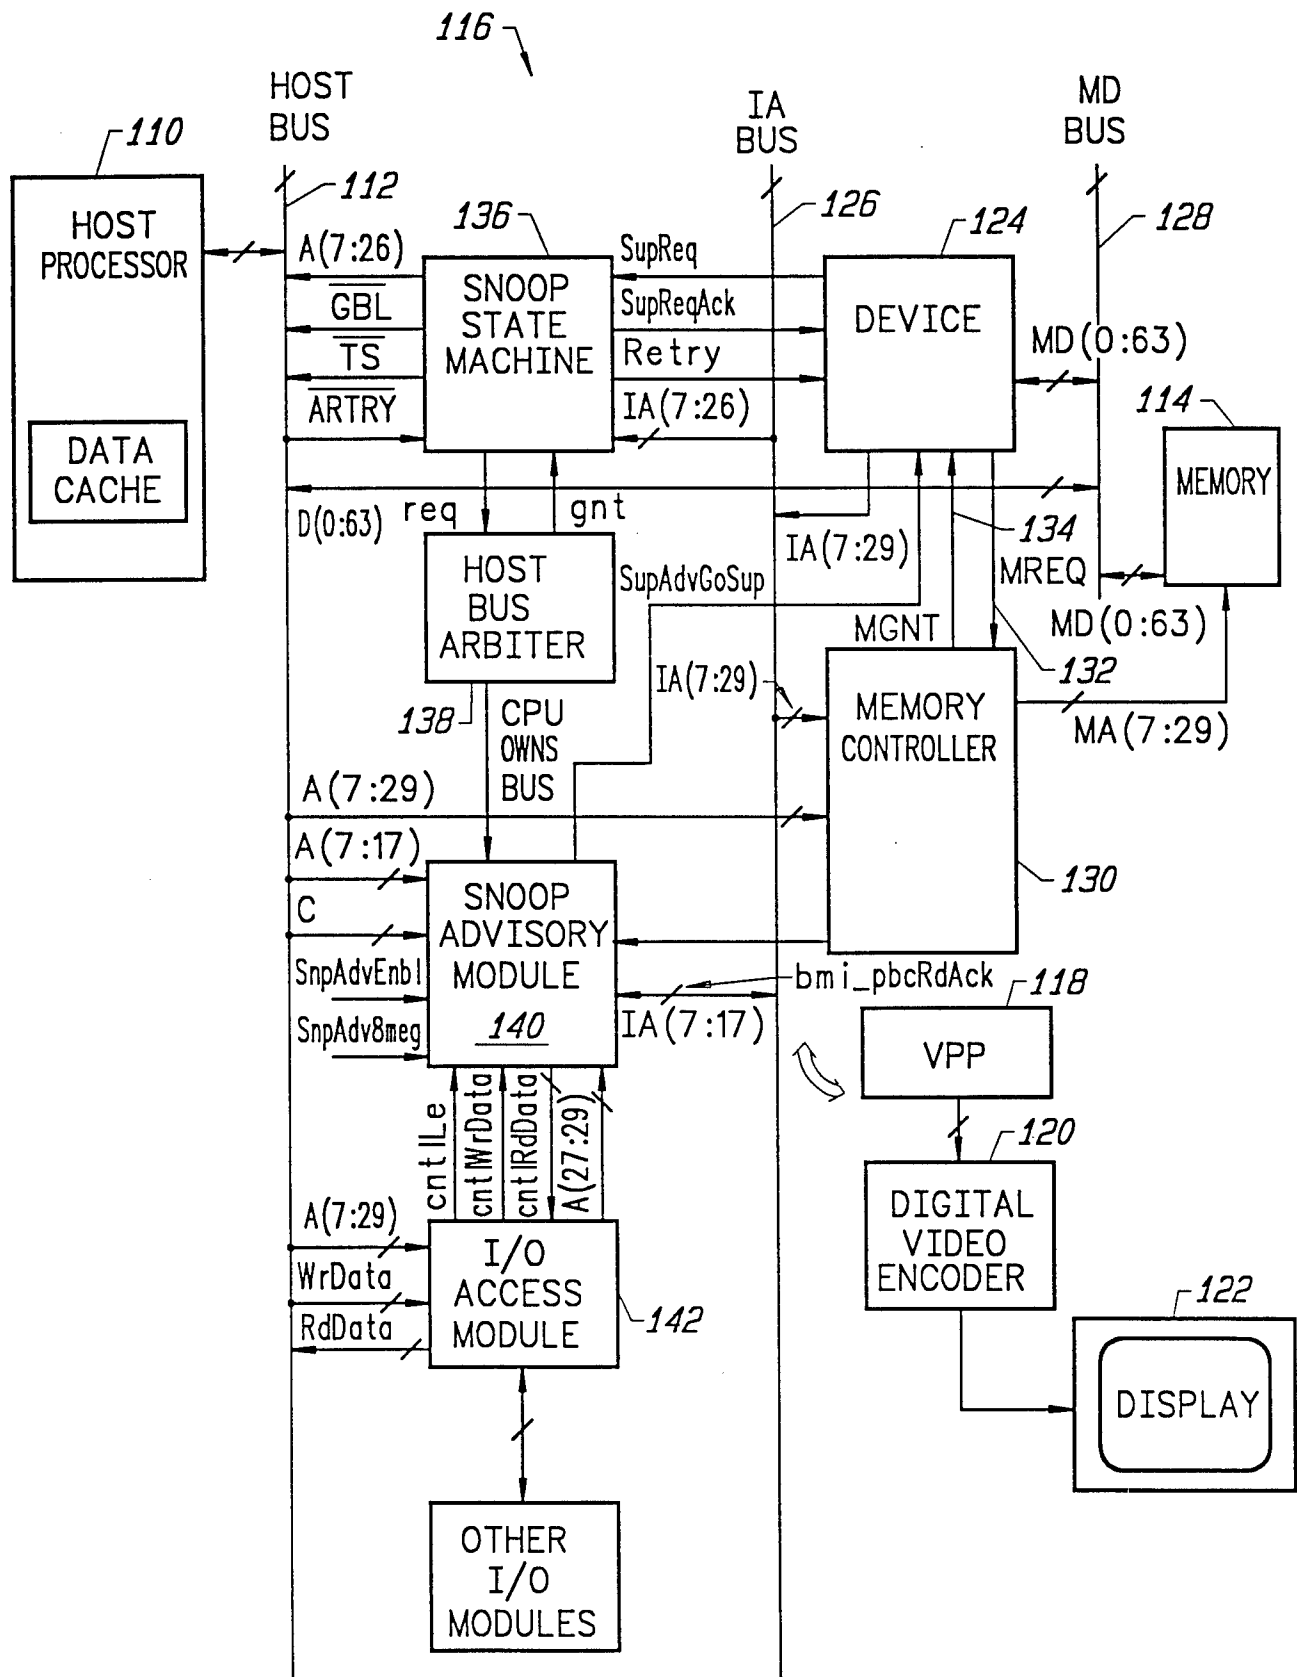 116
HOST
BUS
IA
BUS
MD
BUS
110
HOST
PROCESSOR
DATA
CACHE
112
126
128
136
SNOOP
STATE
MACHINE
A(7:26)
GBL
TS
ARTRY
SupReq
SupReqAck
Retry
IA(7:26)
124
DEVICE
MD(0:63)
114
MEMORY
D(0:63)
req
gnt
IA(7:29)
134
MREQ
MD(0:63)
HOST
BUS
ARBITER
138
SupAdvGoSup
MGNT
132
IA(7:29)
MEMORY
CONTROLLER
MA(7:29)
130
CPU
OWNS
BUS
A(7:29)
A(7:17)
C
SnpAdvEnbl
SnpAdv8meg
SNOOP
ADVISORY
MODULE
140
bmi_pbcRdAck
IA(7:17)
118
VPP
cntlLe
cntlWrData
cntlRdData
A(27:29)
120
DIGITAL
VIDEO
ENCODER
A(7:29)
WrData
RdData
I/O
ACCESS
MODULE
142
122
DISPLAY
OTHER
I/O
MODULES